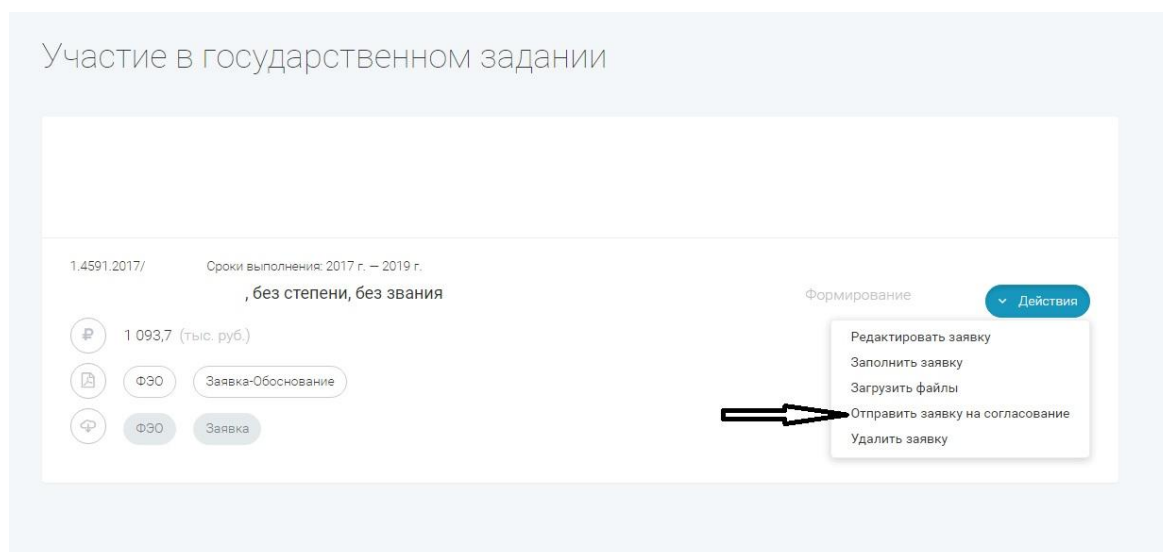 Участие в государственном задании
1.4591.2017/ Сроки выполнения: 2017 г. — 2019 г.
, без степени, без звания
Формирование
Действия
1 093,7 (тыс. руб.)
ФЭО Заявка-Обоснование
ФЭО Заявка
Редактировать заявку
Заполнить заявку
Загрузить файлы
Отправить заявку на согласование
Удалить заявку